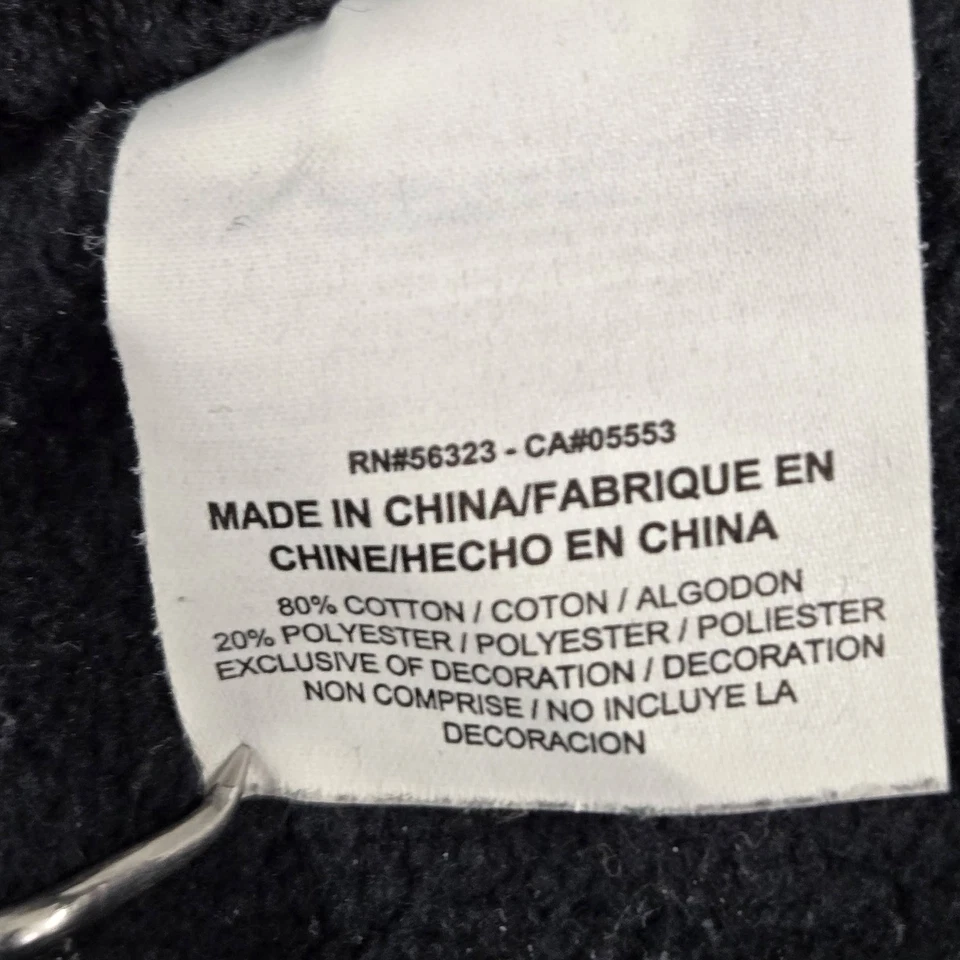 RN#56323 - CA#05553
MADE IN CHINA/FABRIQUE EN
CHINE/HECHO EN CHINA
80% COTTON / COTON / ALGODON
20% POLYESTER / POLYESTER / POLIESTER
EXCLUSIVE OF DECORATION / DECORATION
NON COMPRISE / NO INCLUYE LA
DECORACION